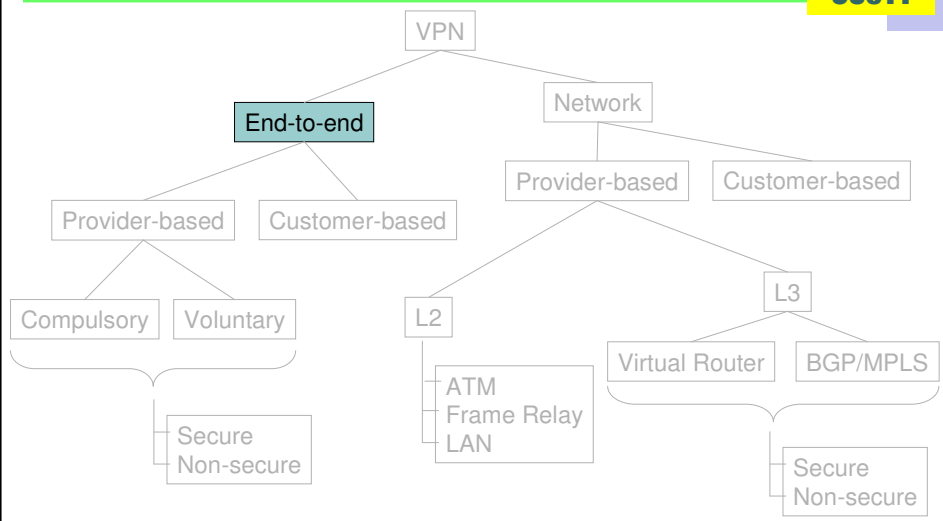 VPN
End-to-end
Network
Provider-based
Customer-based
Provider-based
Customer-based
Compulsory
Voluntary
L2
L3
Virtual Router
BGP/MPLS
ATM
Frame Relay
LAN
Secure
Non-secure
Secure
Non-secure